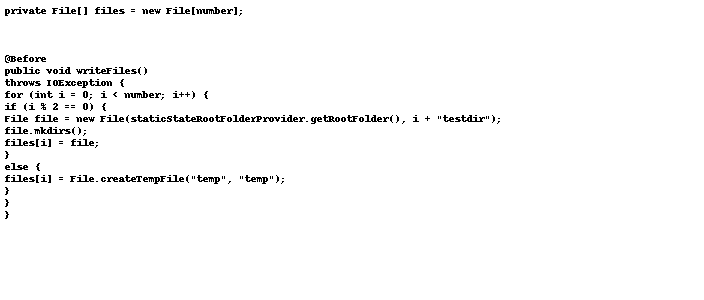 private File[] files = new File[number];
@Before
public void writeFiles()
throws IOException {
for (int i = 0; i < number; i++) {
if (i % 2 == 0) {
File file = new File(staticStateRootFolderProvider.getRootFolder(), i + "testdir");
file.mkdirs();
files[i] = file;
}
else {
files[i] = File.createTempFile("temp", "temp");
}
}
}